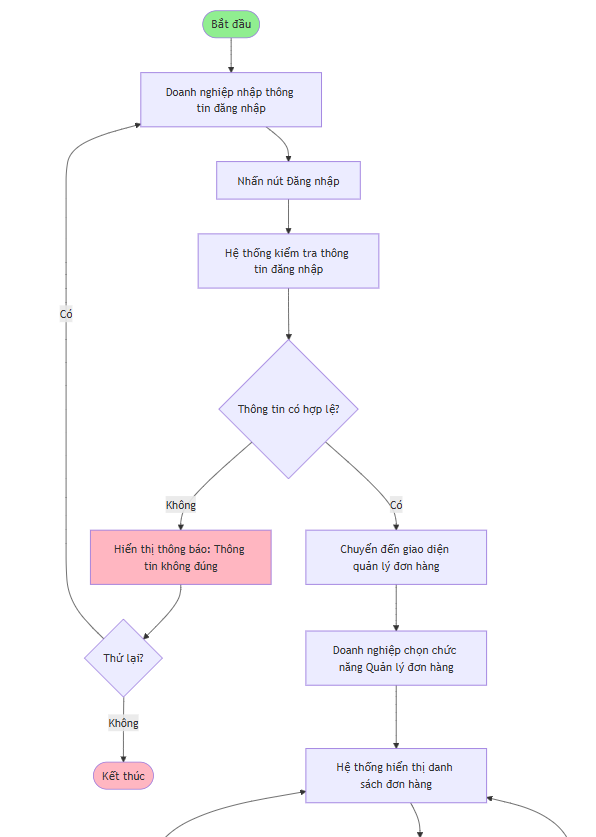 Bắt đầu
Doanh nghiệp nhập thông
tin đăng nhập
Nhấn nút Đăng nhập
Hệ thống kiểm tra thông
tin đăng nhập
Có
Thông tin có hợp lệ?
Không
Có
Hiển thị thông báo: Thông
tin không đúng
Chuyển đến giao diện
quản lý đơn hàng
Thử lại?
Doanh nghiệp chọn chức
năng Quản lý đơn hàng
Không
Kết thúc
Hệ thống hiển thị danh
sách đơn hàng